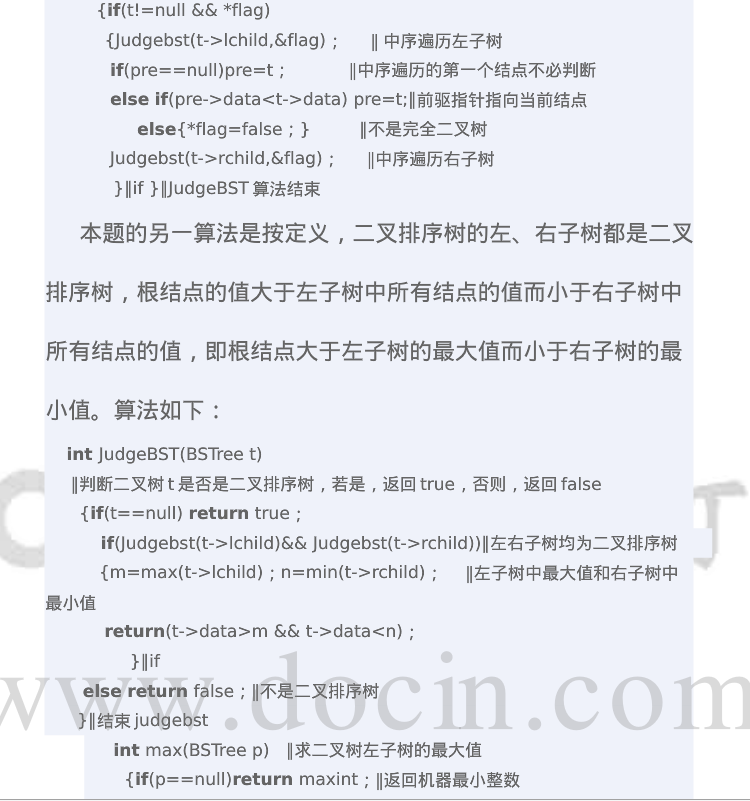 {if(t!=null && *flag)
{Judgebst(t->lchild,&flag)； ∥ 中序遍历左子树
if(pre==null)pre=t； ∥中序遍历的第一个结点不必判断
else if(pre->data<t->data) pre=t;∥前驱指针指向当前结点
else{*flag=false；} ∥不是完全二叉树
Judgebst(t->rchild,&flag)； ∥中序遍历右子树
}∥if }∥JudgeBST 算法结束
本题的另一算法是按定义，二叉排序树的左、右子树都是二叉
排序树，根结点的值大于左子树中所有结点的值而小于右子树中
所有结点的值，即根结点大于左子树的最大值而小于右子树的最
小值。算法如下：
int JudgeBST(BSTree t)
∥判断二叉树 t 是否是二叉排序树，若是，返回 true，否则，返回 false
{if(t==null) return true；
if(Judgebst(t->lchild)&& Judgebst(t->rchild))∥左右子树均为二叉排序树
{m=max(t->lchild)；n=min(t->rchild)； ∥左子树中最大值和右子树中
最小值
return(t->data>m && t->data<n)；
}∥if
else return false；∥不是二叉排序树
}∥结束 judgebst
int max(BSTree p) ∥求二叉树左子树的最大值
{if(p==null)return maxint；∥返回机器最小整数
www.docin.com